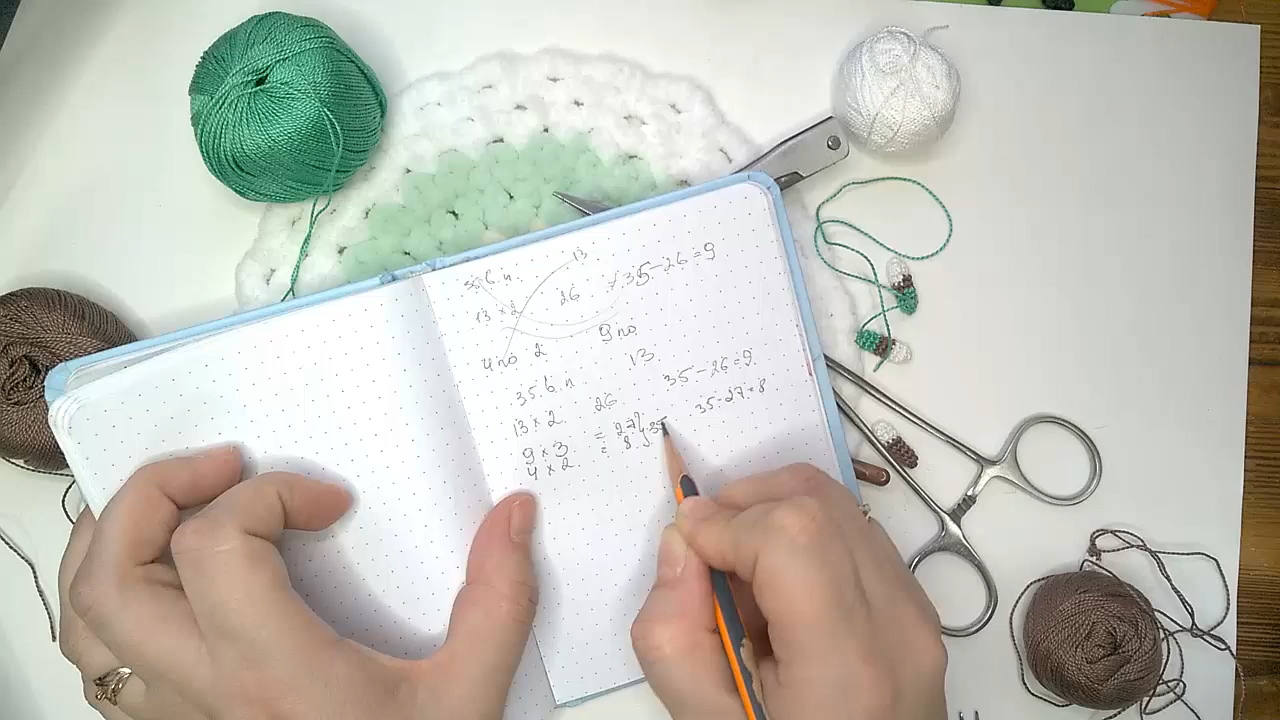 35 б. н. 13
13 × 2 26 35-26=9
4 по 2 9 по
35 б. н 13
13 × 2 26 35-26=9
9 × 3 = 27 35-27=8
4 × 2 = 8 } 35